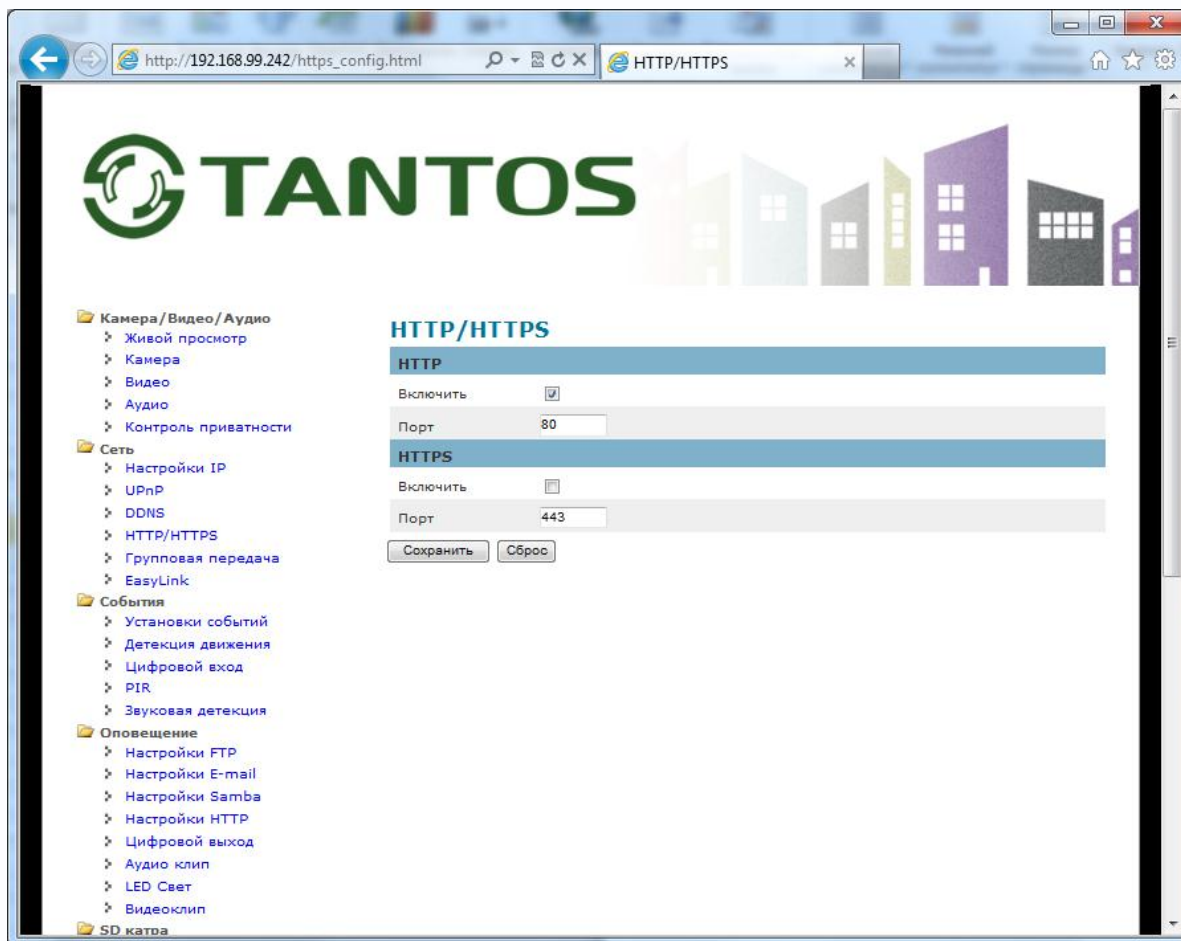 http://192.168.99.242/https_config.html
HTTP/HTTPS
TANTOS
Камера/Видео/Аудио
Живой просмотр
Камера
Видео
Аудио
Контроль приватности
Сеть
Настройки IP
UPnP
DDNS
HTTP/HTTPS
Групповая передача
EasyLink
События
Установки событий
Детекция движения
Цифровой вход
PIR
Звуковая детекция
Оповещение
Настройки FTP
Настройки E-mail
Настройки Samba
Настройки HTTP
Цифровой выход
Аудио клип
LED Свет
Видеоклип
SD катра
HTTP/HTTPS
HTTP
Включить
Порт 80
HTTPS
Включить
Порт 443
Сохранить Сброс